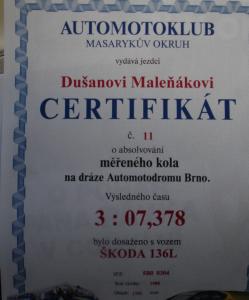 AUTOMOTOKLUB
MASARYKŮV OKRUH
vydává jezdci
Dušanovi Maleňákovi
CERTIFIKÁT
č. 11
o absolvování
měřeného kola
na dráze Automotodromu Brno.
Výsledného času
3 : 07,378
bylo dosaženo s vozem
ŠKODA 136L